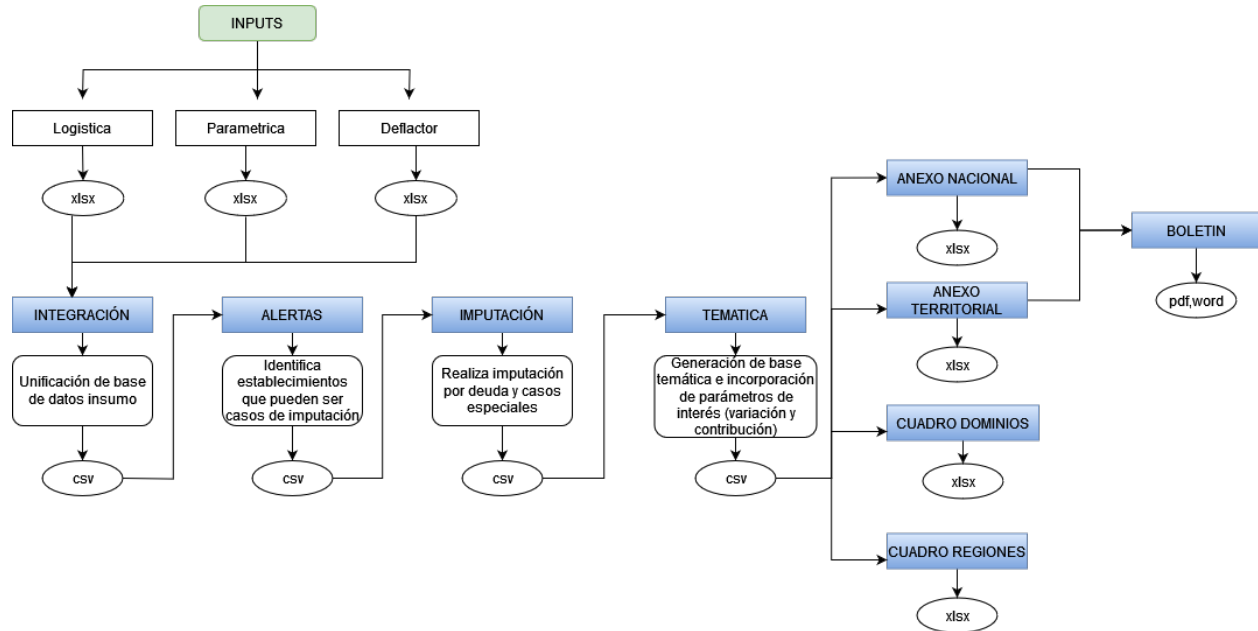 INPUTS
Logistica
Parametrica
Deflactor
xlsx
xlsx
xlsx
INTEGRACIÓN
Unificación de base
de datos insumo
csv
ALERTAS
Identifica
establecimientos
que pueden ser
casos de imputación
csv
IMPUTACIÓN
Realiza imputación
por deuda y casos
especiales
csv
TEMATICA
Generación de base
temática e incorporación
de parámetros de
interés (variación y
contribución)
csv
ANEXO NACIONAL
xlsx
ANEXO
TERRITORIAL
xlsx
CUADRO DOMINIOS
xlsx
CUADRO REGIONES
xlsx
BOLETIN
pdf,word